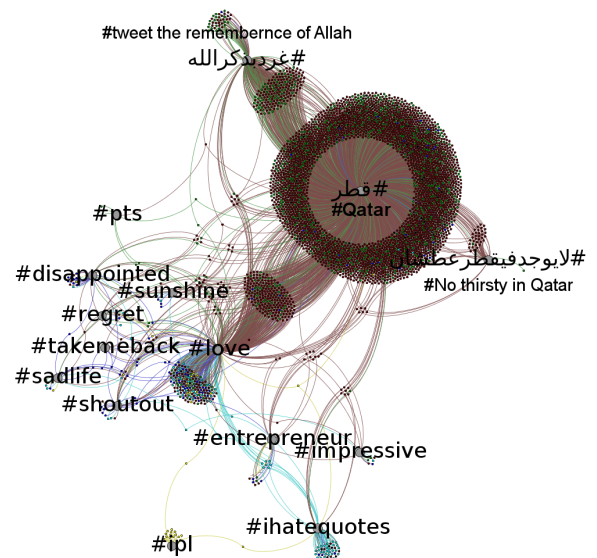 #tweet the remembernce of Allah
#غردبذكرالله
#قطر
#Qatar
#pts
#لايوجدفيقطرعطشان
#No thirsty in Qatar
#disappointed
#sunshine
#regret
#takemeback
#love
#sadlife
#shoutout
#entrepreneur
#impressive
#ihatequotes
#ipl